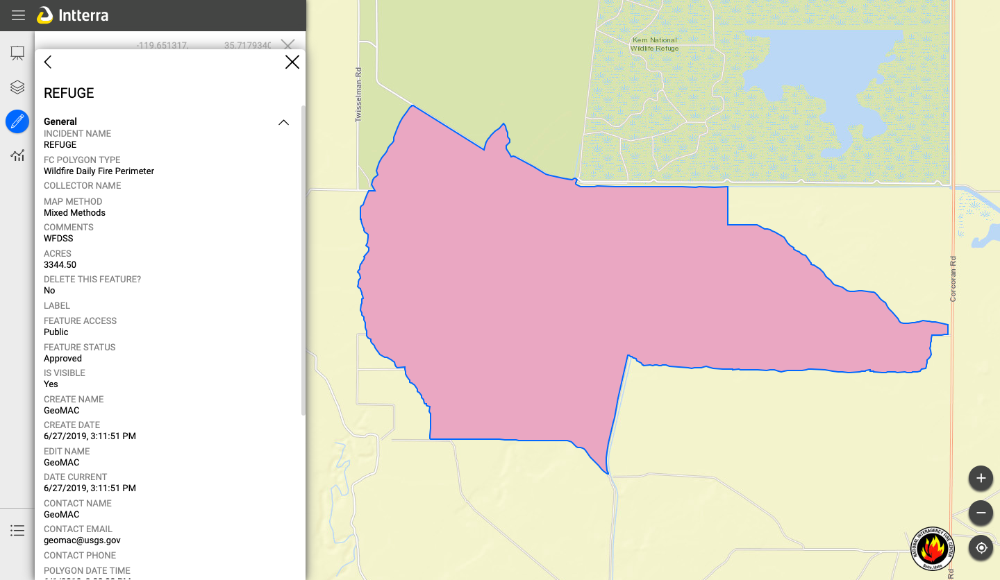 Intterra
-119.651317,
35.717934
REFUGE
General
INCIDENT NAME
REFUGE
FC POLYGON TYPE
Wildfire Daily Fire Perimeter
COLLECTOR NAME
MAP METHOD
Mixed Methods
COMMENTS
WFDSS
ACRES
3344.50
DELETE THIS FEATURE?
No
LABEL
FEATURE ACCESS
Public
FEATURE STATUS
Approved
IS VISIBLE
Yes
CREATE NAME
GeoMAC
CREATE DATE
6/27/2019, 3:11:51 PM
EDIT NAME
GeoMAC
DATE CURRENT
6/27/2019, 3:11:51 PM
CONTACT NAME
GeoMAC
CONTACT EMAIL
geomac@usgs.gov
CONTACT PHONE
POLYGON DATE TIME
Kern National
Wildlife Refuge
Twisselman Rd
Corcoran Rd
Rd
NATIONAL INTERAGENCY FIRE CENTER
Boise, Idaho